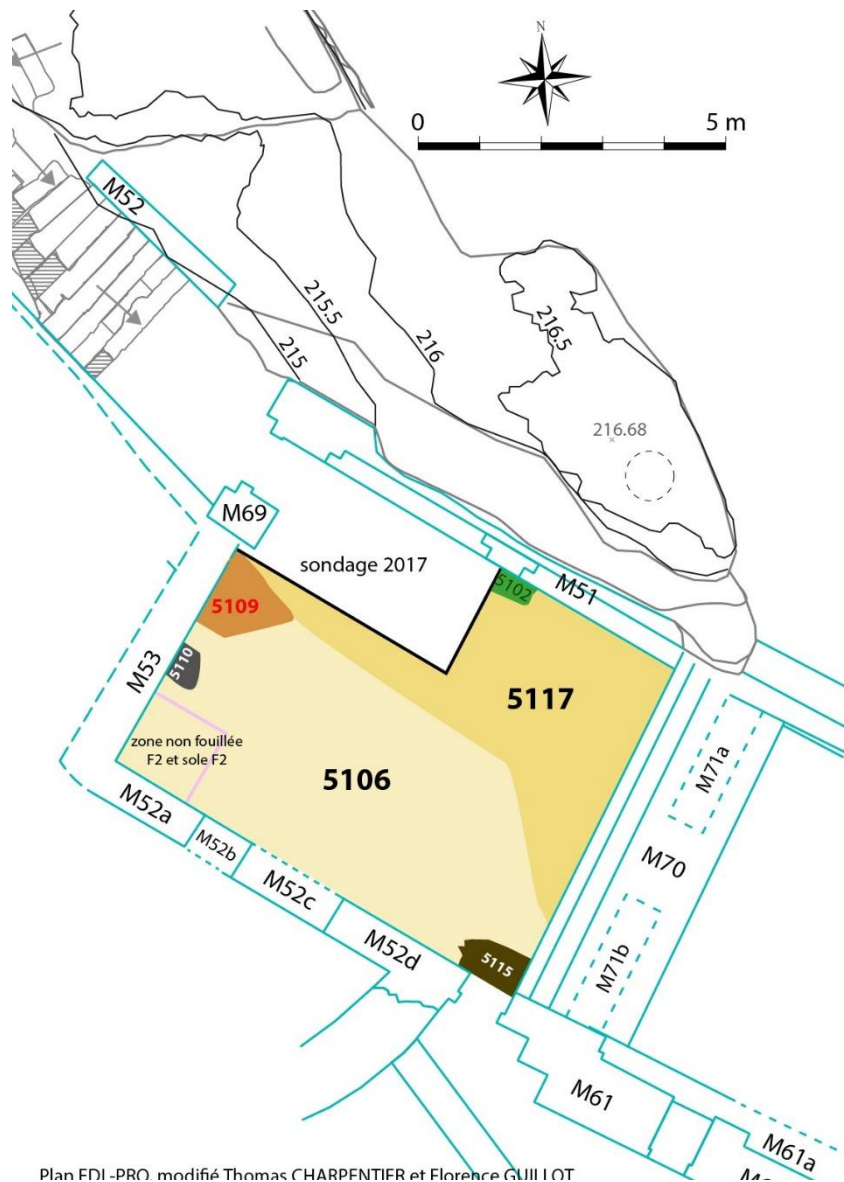 N
0
5 m
M52
215.5
216
216.5
215
216.68
M69
sondage 2017
5102
M51
5109
5110
M53
5117
zone non fouillée
F2 et sole F2
5106
M71a
M52a
M52b
M70
M52c
M52d
M71b
5115
M61
M61a
Plan EDL-PRO, modifié Thomas CHARPENTIER et Florence GUILLOT